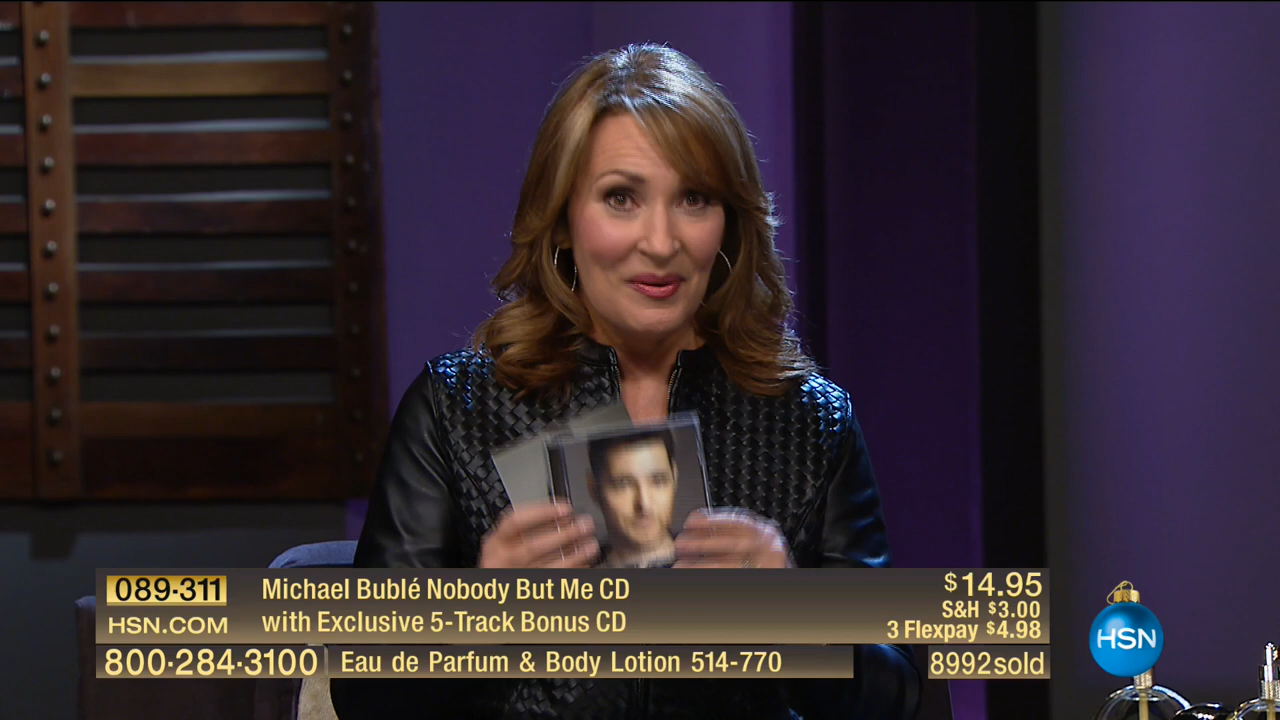 089-311
HSN.COM
Michael Bublé Nobody But Me CD
with Exclusive 5-Track Bonus CD
$14.95
S&H $3.00
3 Flexpay $4.98
800·284·3100
Eau de Parfum & Body Lotion 514-770
8992sold
HSN